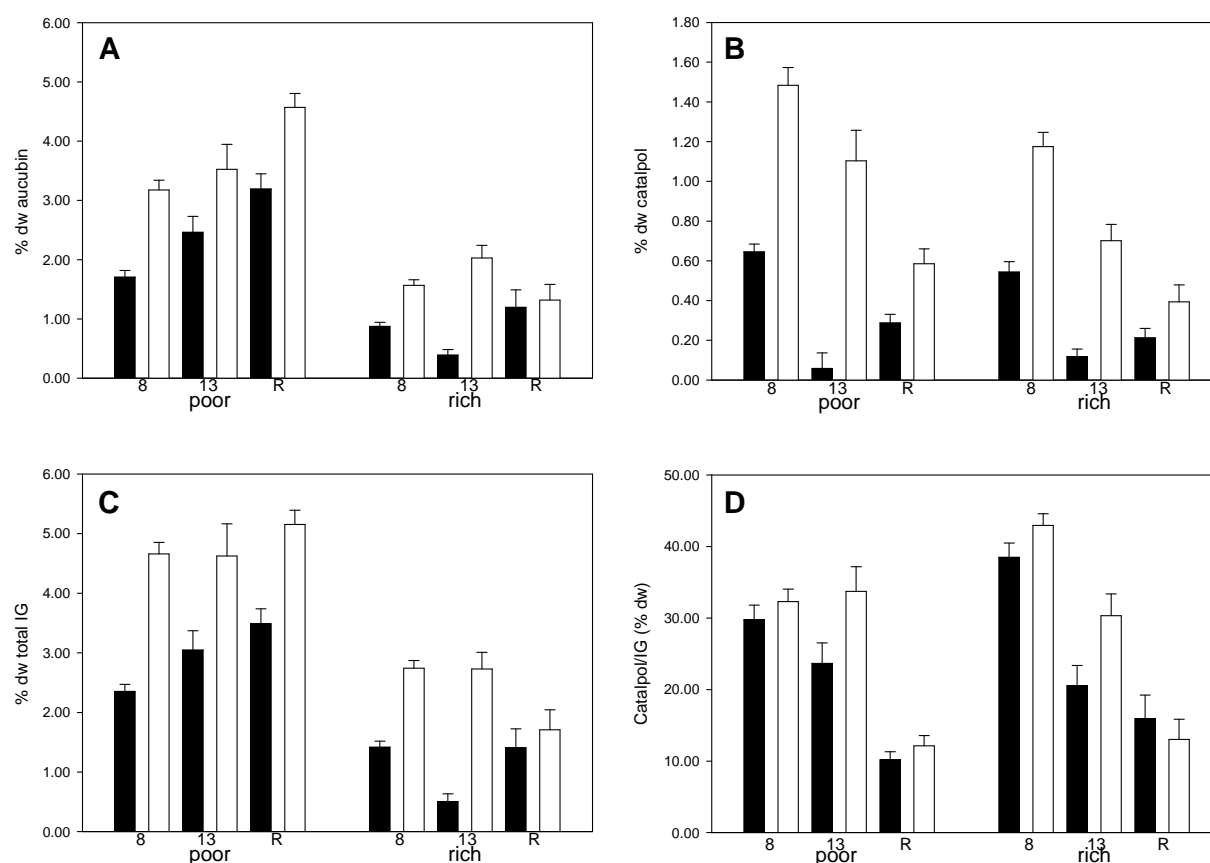 A
% dw aucubin
6.00
5.00
4.00
3.00
2.00
1.00
0.00
8 13 R 8 13 R
poor rich
B
% dw catalpol
1.80
1.60
1.40
1.20
1.00
0.80
0.60
0.40
0.20
0.00
8 13 R 8 13 R
poor rich
C
% dw total IG
6.00
5.00
4.00
3.00
2.00
1.00
0.00
8 13 R 8 13 R
poor rich
D
Catalpol/IG (% dw)
50.00
40.00
30.00
20.00
10.00
0.00
8 13 R 8 13 R
poor rich